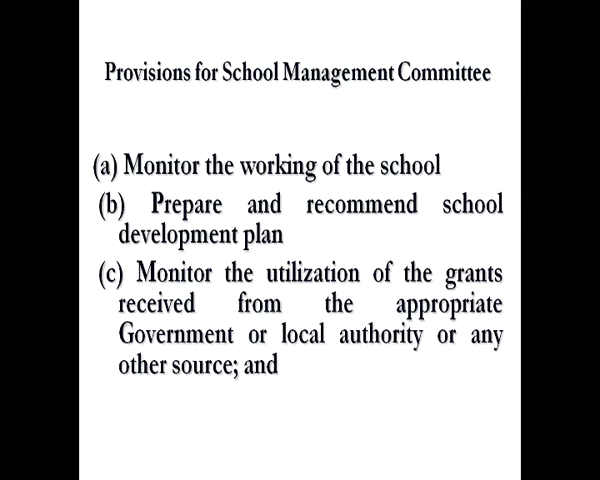 Provisions for School Management Committee
(a) Monitor the working of the school
(b) Prepare and recommend school
development plan
(c) Monitor the utilization of the grants
received from the appropriate
Government or local authority or any
other source; and